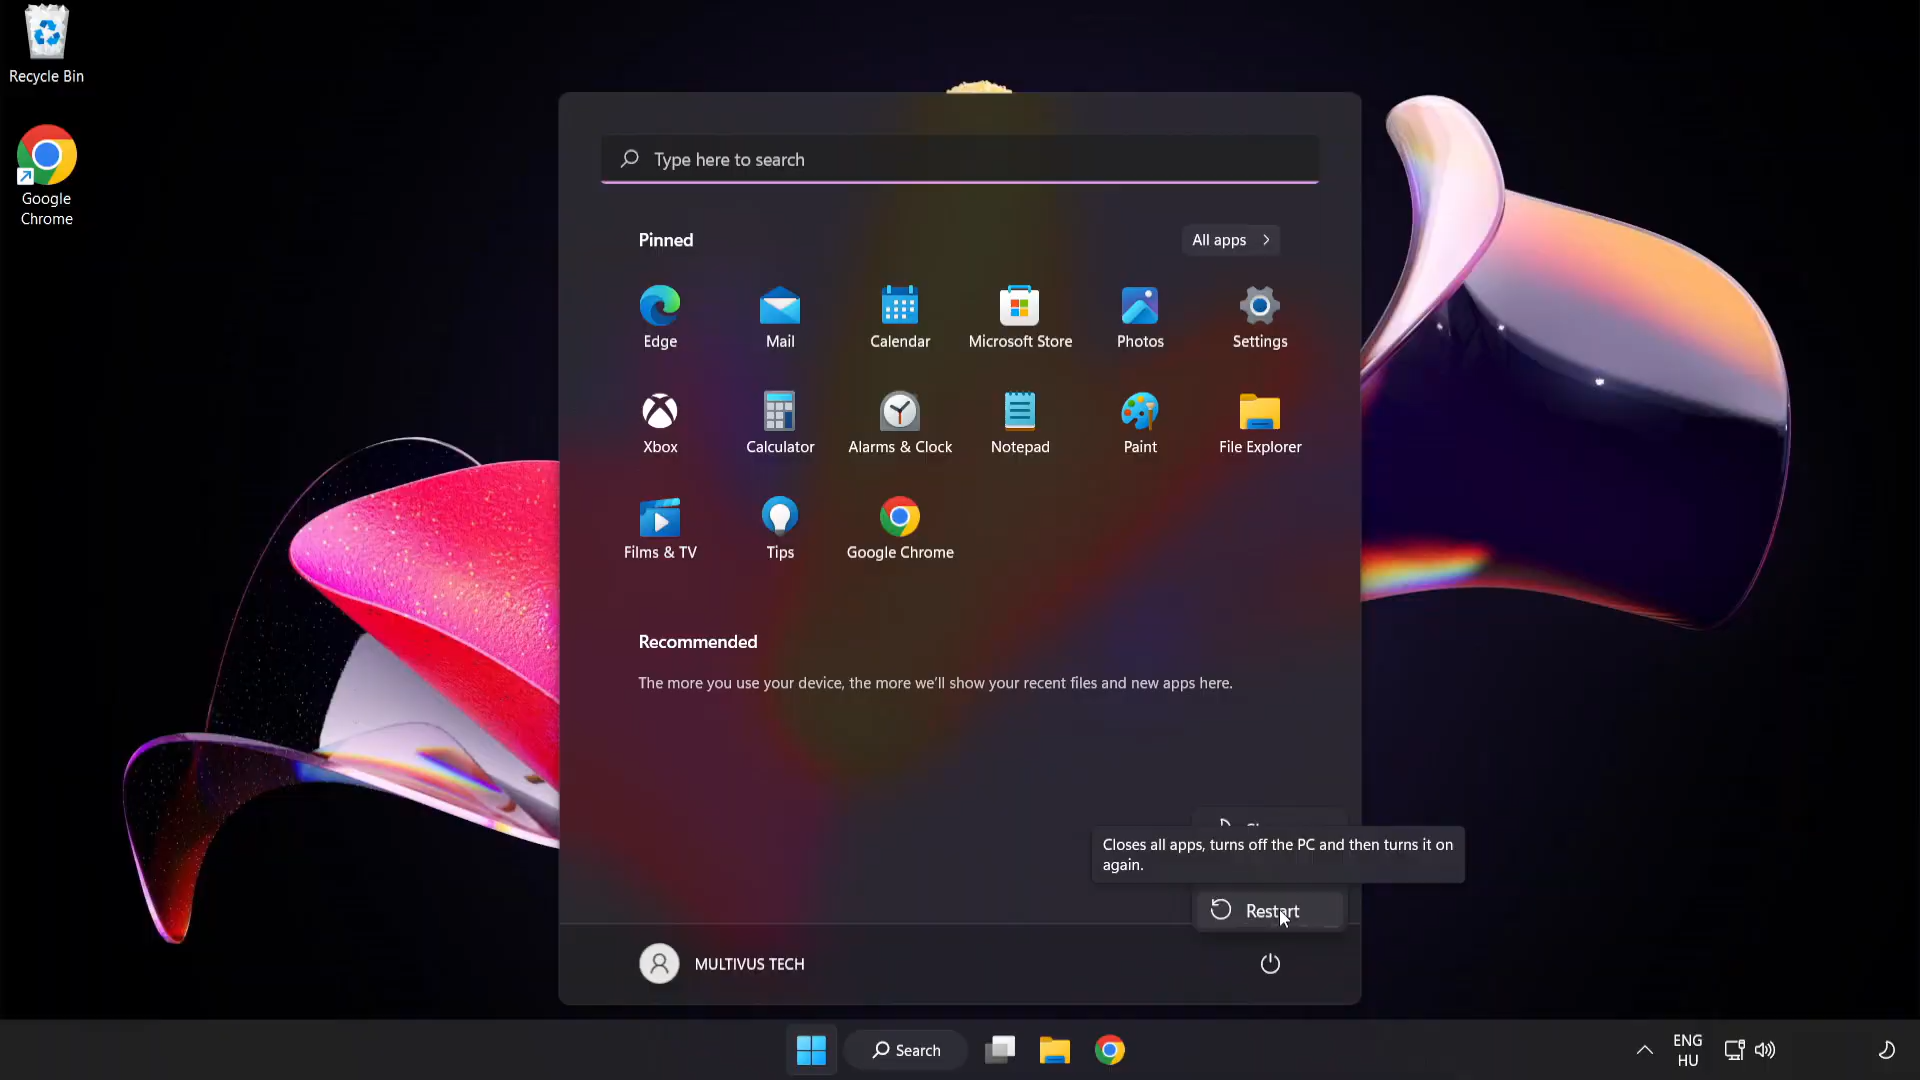 Recycle Bin
Google
Chrome
Type here to search
Pinned
All apps
Edge
Mail
Calendar
Microsoft Store
Photos
Settings
Xbox
Calculator
Alarms & Clock
Notepad
Paint
File Explorer
Films & TV
Tips
Google Chrome
Recommended
The more you use your device, the more we'll show your recent files and new apps here.
Closes all apps, turns off the PC and then turns it on
again.
Restart
MULTIVUS TECH
Search
ENG
HU